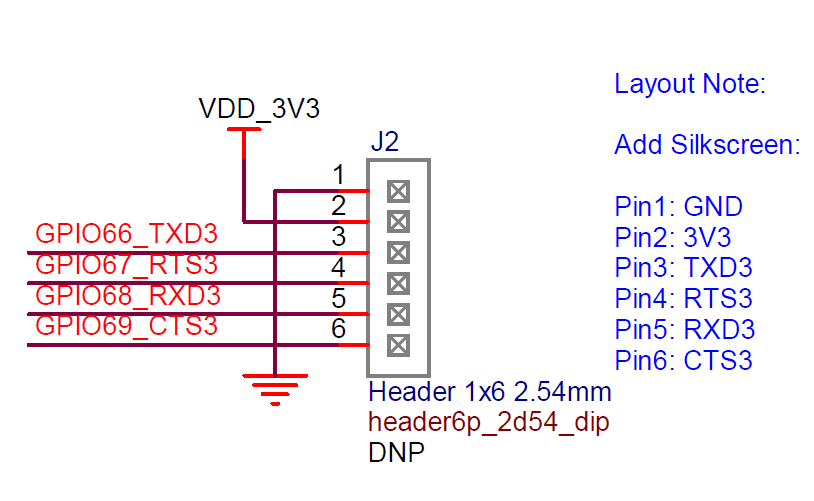 Layout Note:
VDD_3V3
J2
Add Silkscreen:
1
2
GPIO66_TXD3
3
GPIO67_RTS3
4
GPIO68_RXD3
5
GPIO69_CTS3
6
Pin1: GND
Pin2: 3V3
Pin3: TXD3
Pin4: RTS3
Pin5: RXD3
Pin6: CTS3
Header 1x6 2.54mm
header6p_2d54_dip
DNP